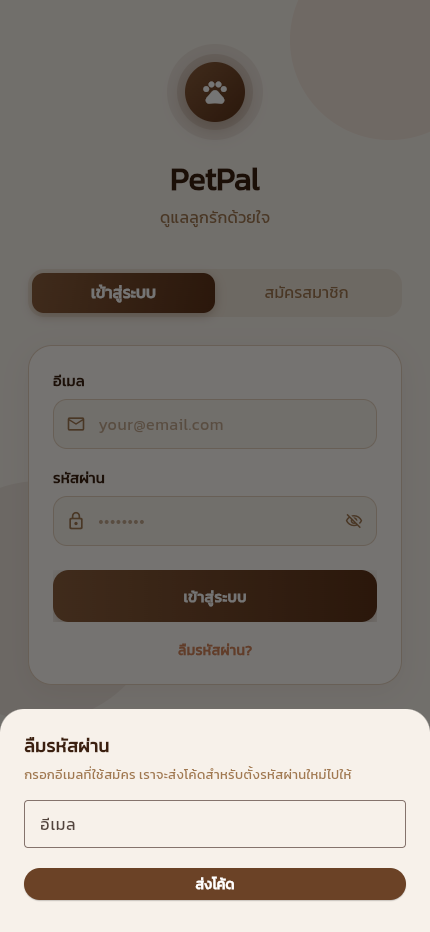 PetPal
ดูแลลูกรักด้วยใจ
เข้าสู่ระบบ
สมัครสมาชิก
อีเมล
your@email.com
รหัสผ่าน
••••••••
เข้าสู่ระบบ
ลืมรหัสผ่าน?
ลืมรหัสผ่าน
กรอกอีเมลที่ใช้สมัคร เราจะส่งโค้ดสำหรับตั้งรหัสผ่านใหม่ไปให้
อีเมล
ส่งโค้ด